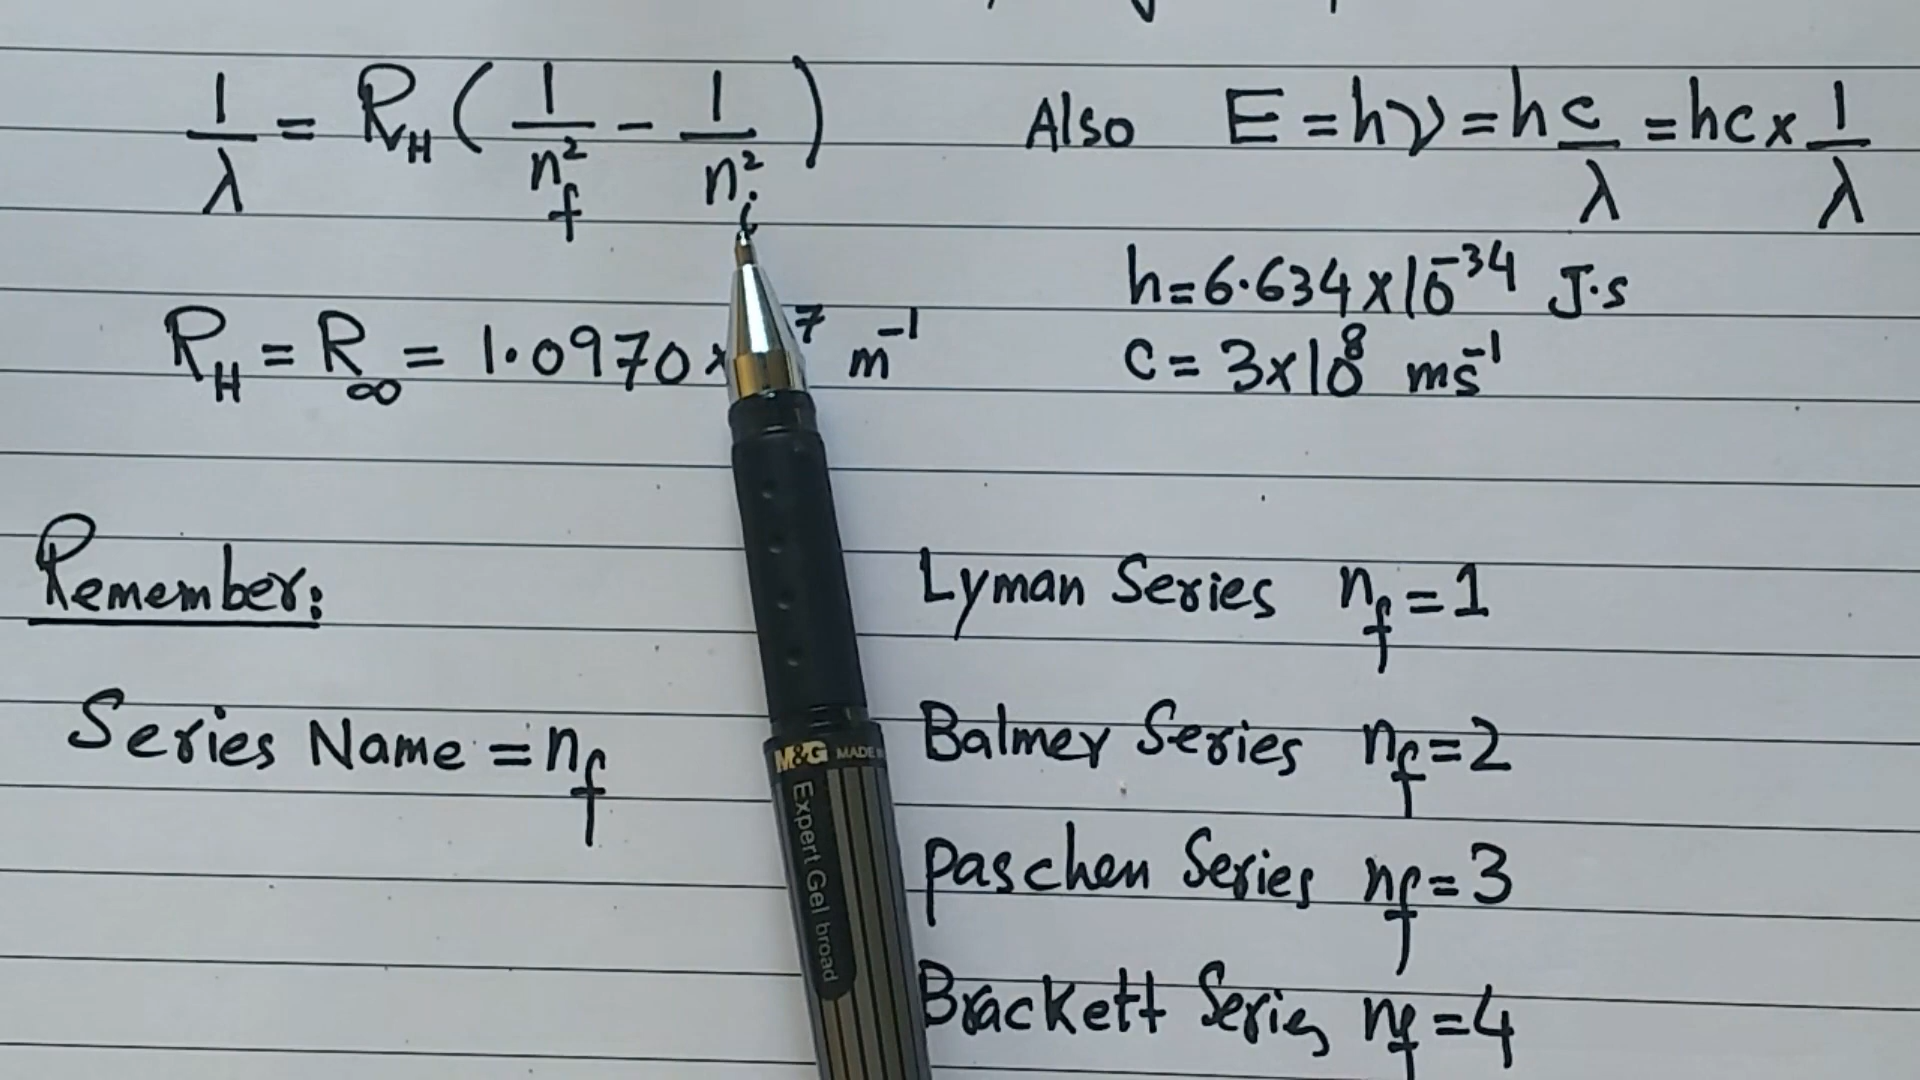 1/λ = R_H ( 1/n_f² − 1/n_i² ) Also E = hν = h c/λ = hc × 1/λ
h = 6.634 × 10⁻³⁴ J·s
R_H = R_∞ = 1.0970 × ⁷ m⁻¹ c = 3×10⁸ ms⁻¹
Remember:
Lyman Series n_f = 1
Series Name = n_f
Balmer Series n_f = 2
Paschen Series n_f = 3
Brackett Series n_f = 4
M&G MADE
Expert Gel broad